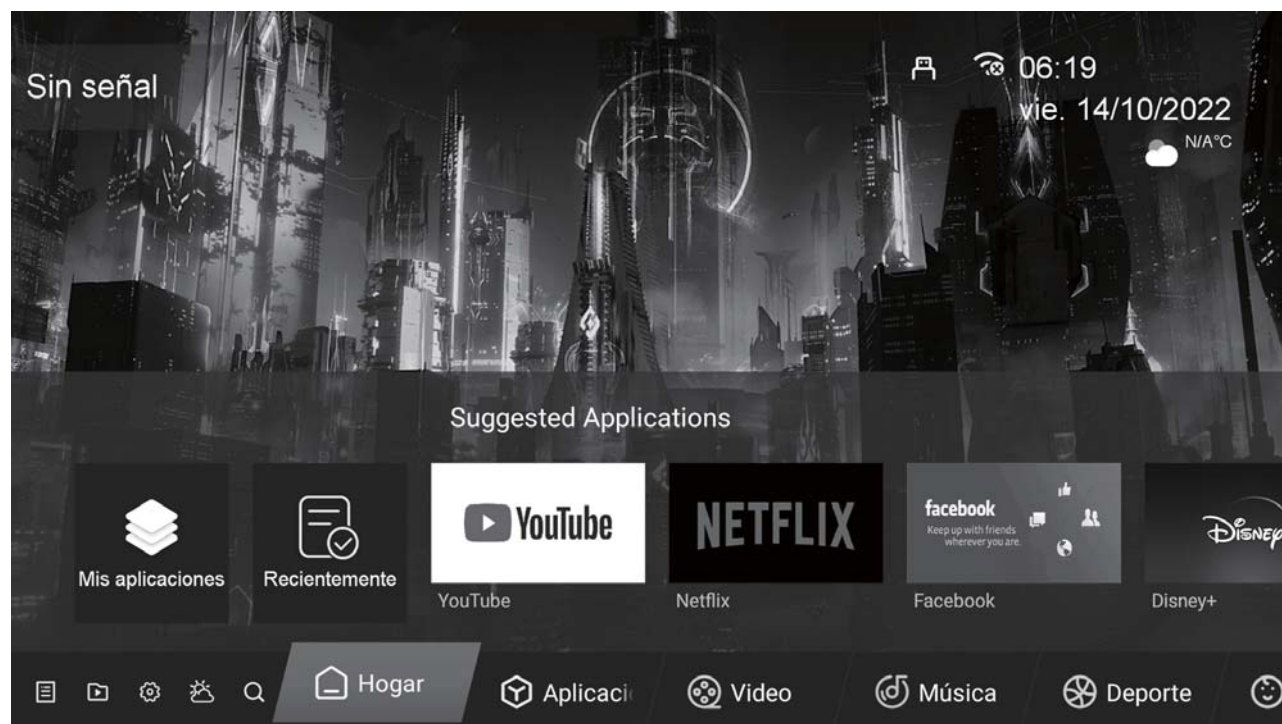 Sin señal
06:19
vie. 14/10/2022
N/A°C
Suggested Applications
Mis aplicaciones
Recientemente
YouTube
NETFLIX
facebook
Keep up with friends
wherever you are.
DISNEY
YouTube
Netflix
Facebook
Disney+
Hogar
Aplicaci
Video
Música
Deporte